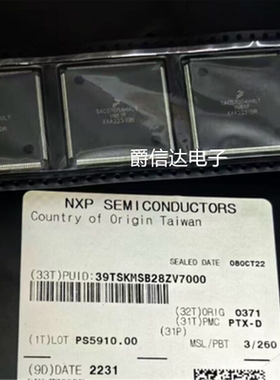 爵信达电子
NXP SEMICONDUCTORS
Country of Origin Taiwan
SEALED DATE 08OCT22
(33T)PUID:39TSKMSB28ZV7000
(32T)ORIG 0371
(31T)PMC PTX-D
(31P)
(1T)LOT PS5910.00
MSL/PBT 3/260
(9D)DATE 2231